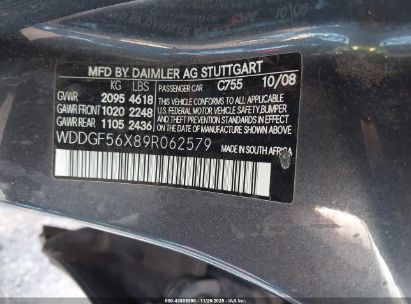 MFD BY DAIMLER AG STUTTGART
KG LBS PASSENGER CAR C755 10/08
GVWR 2095 4618 THIS VEHICLE CONFORMS TO ALL APPLICABLE
GAWR FRONT 1020 2248 U.S. FEDERAL MOTOR VEHICLE SAFETY, BUMPER,
GAWR REAR 1105 2436 AND THEFT PREVENTION STANDARDS IN EFFECT
ON THE DATE OF MANUFACTURE SHOWN ABOVE.
WDDGF56X89R062579 MADE IN SOUTH AFRICA